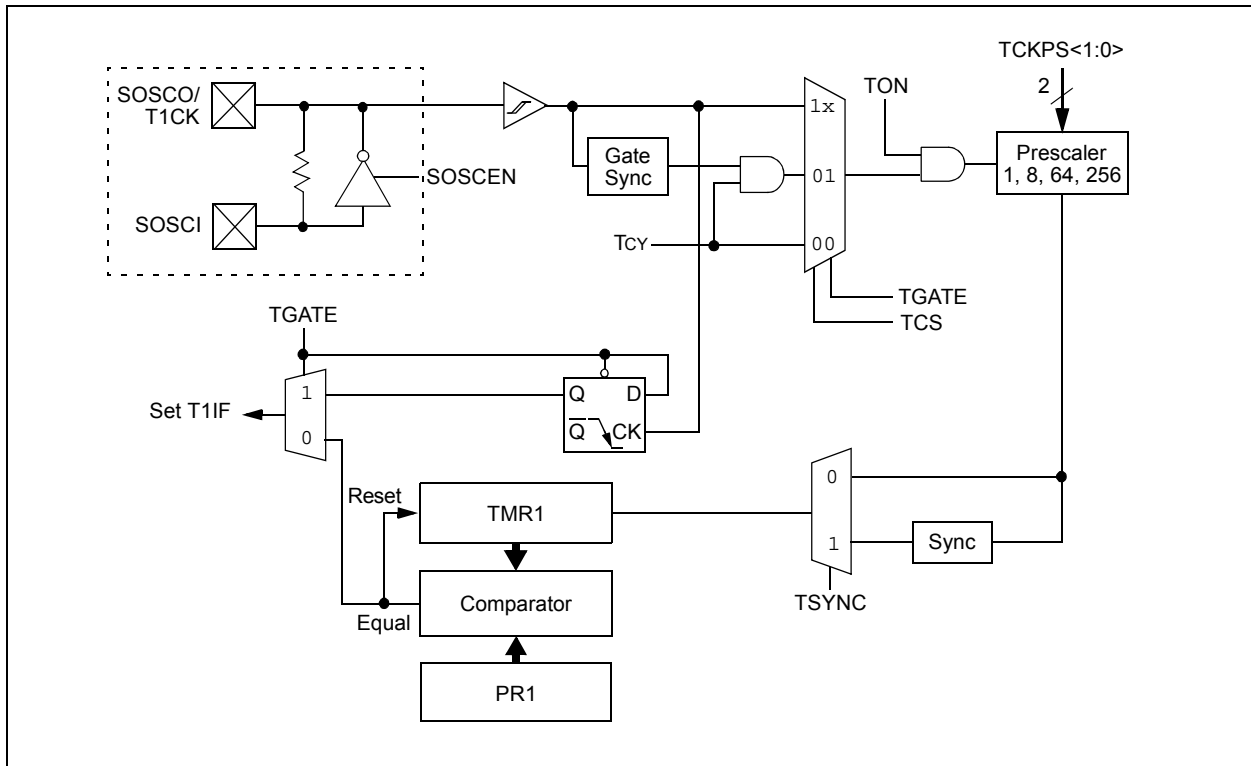 TCKPS<1:0>
2
SOSCO/
T1CK
TON
1x
Gate
Sync
Prescaler
1, 8, 64, 256
SOSCEN
01
SOSCI
TCY
00
TGATE
TCS
TGATE
1
Q
D
Set T1IF
0
Q
CK
Reset
TMR1
0
1
Sync
Comparator
TSYNC
Equal
PR1